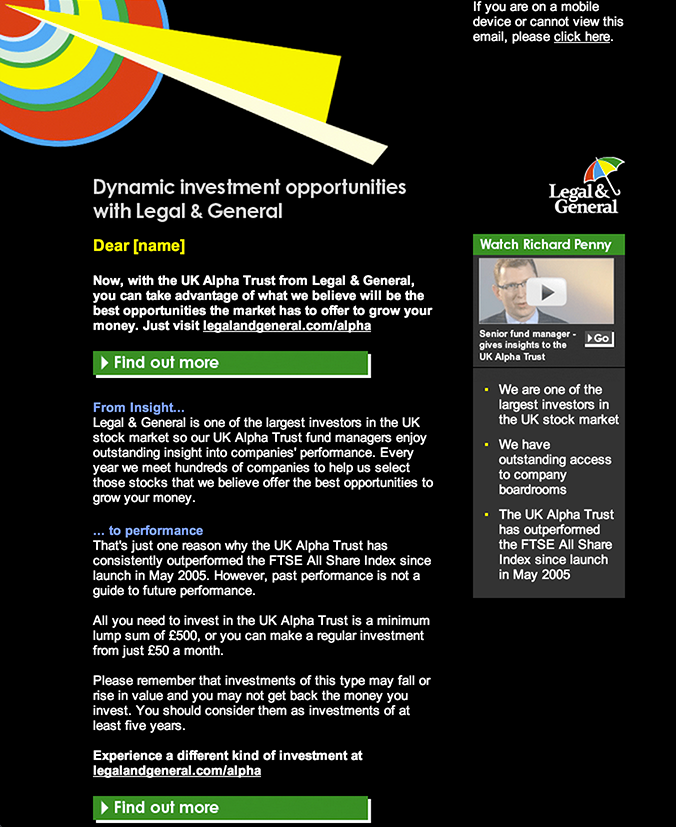 If you are on a mobile
device or cannot view this
email, please click here.
Dynamic investment opportunities
with Legal & General
Dear [name]
Now, with the UK Alpha Trust from Legal & General,
you can take advantage of what we believe will be the
best opportunities the market has to offer to grow your
money. Just visit legalandgeneral.com/alpha
Find out more
From Insight...
Legal & General is one of the largest investors in the UK
stock market so our UK Alpha Trust fund managers enjoy
outstanding insight into companies' performance. Every
year we meet hundreds of companies to help us select
those stocks that we believe offer the best opportunities to
grow your money.
... to performance
That's just one reason why the UK Alpha Trust has
consistently outperformed the FTSE All Share Index since
launch in May 2005. However, past performance is not a
guide to future performance.
All you need to invest in the UK Alpha Trust is a minimum
lump sum of £500, or you can make a regular investment
from just £50 a month.
Please remember that investments of this type may fall or
rise in value and you may not get back the money you
invest. You should consider them as investments of at
least five years.
Experience a different kind of investment at
legalandgeneral.com/alpha
Find out more
Legal &
General
Watch Richard Penny
Senior fund manager -
gives insights to the
UK Alpha Trust
Go
We are one of the
largest investors in
the UK stock market
We have
outstanding access
to company
boardrooms
The UK Alpha Trust
has outperformed
the FTSE All Share
Index since launch
in May 2005